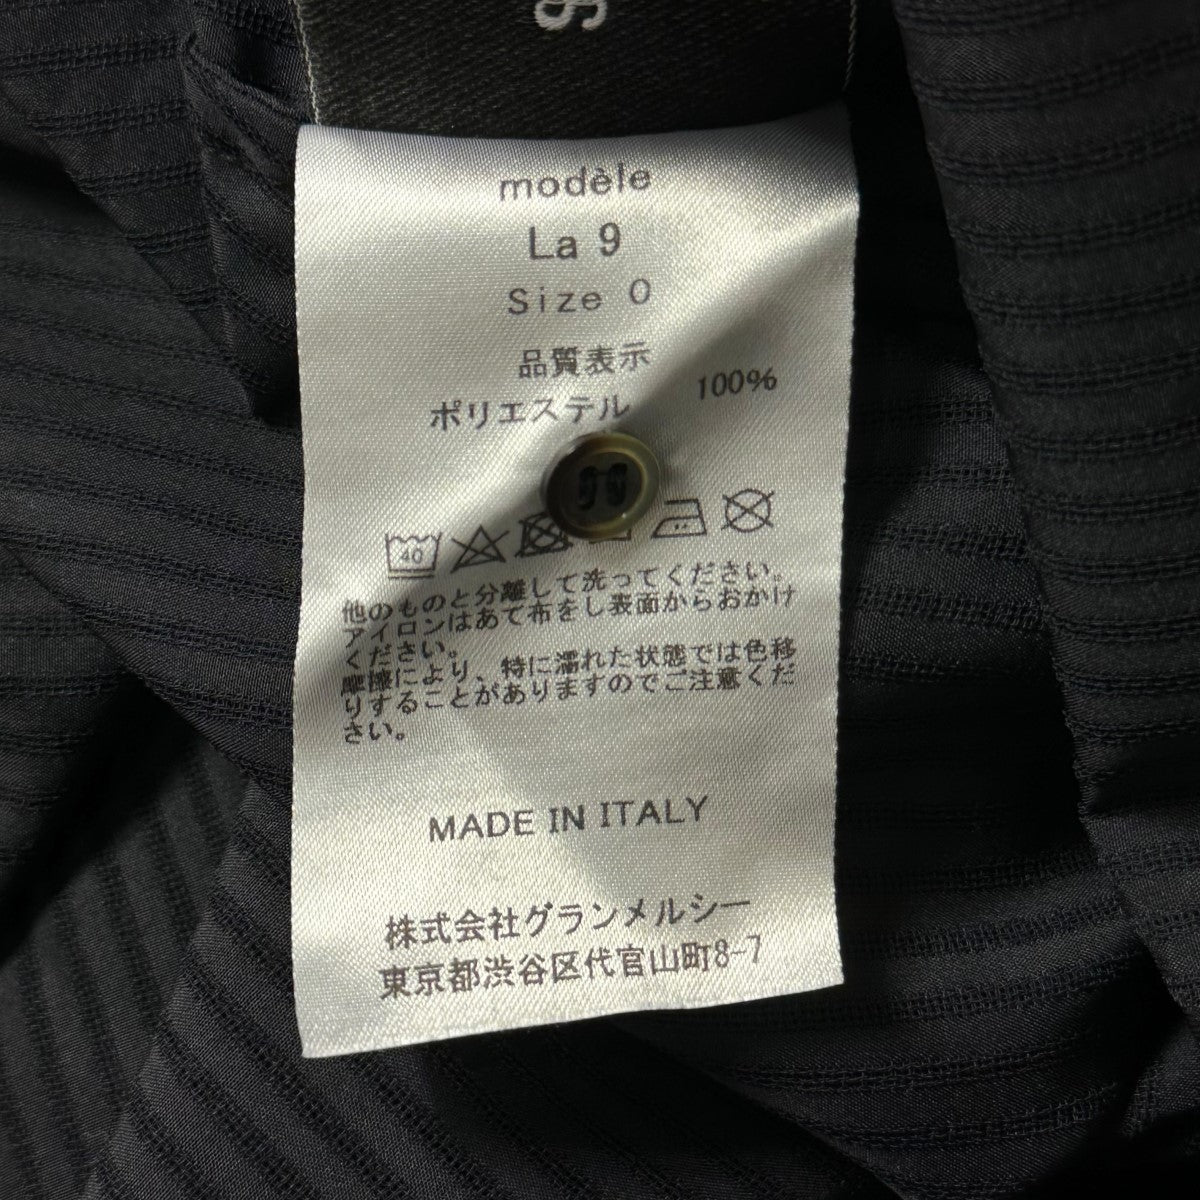 modèle
La 9
Size 0
品質表示
ポリエステル 100%
40
他のものと分離して洗ってください。
アイロンはあて布をし表面からおかけ
ください。
摩擦により、特に濡れた状態では色移
りすることがありますのでご注意くだ
さい。
MADE IN ITALY
株式会社グランメルシー
東京都渋谷区代官山町8-7